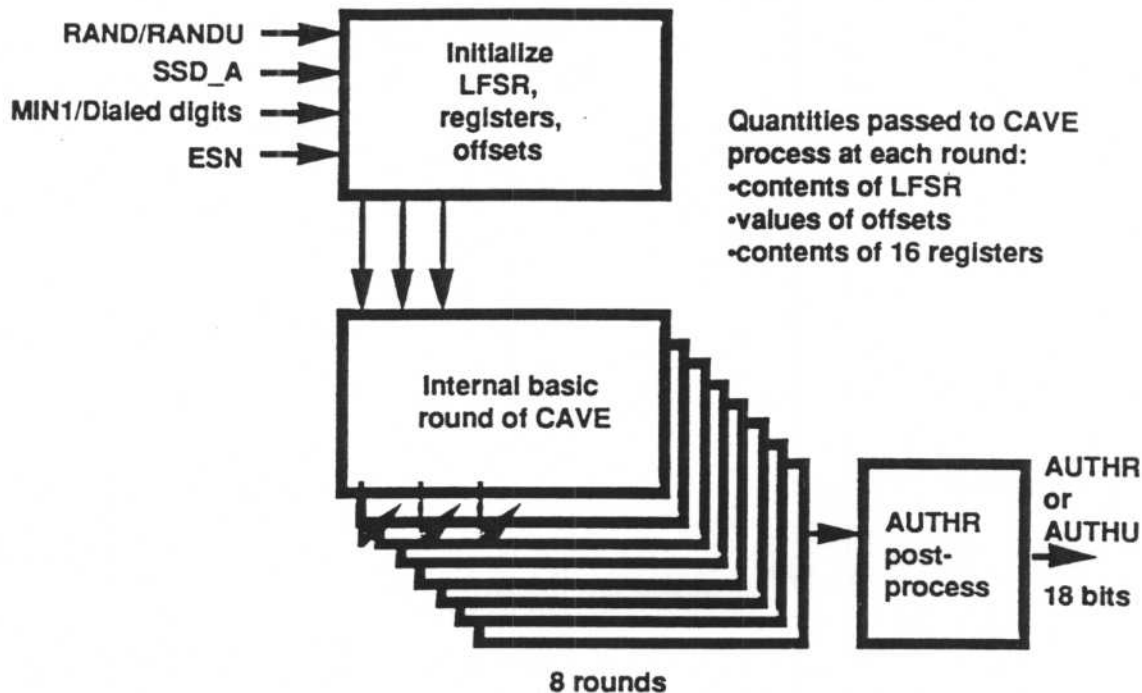 RAND/RANDU
SSD_A
MIN1/Dialed digits
ESN
Initialize
LFSR,
registers,
offsets
Quantities passed to CAVE
process at each round:
•contents of LFSR
•values of offsets
•contents of 16 registers
Internal basic
round of CAVE
AUTHR
post-
process
AUTHR
or
AUTHU
18 bits
8 rounds